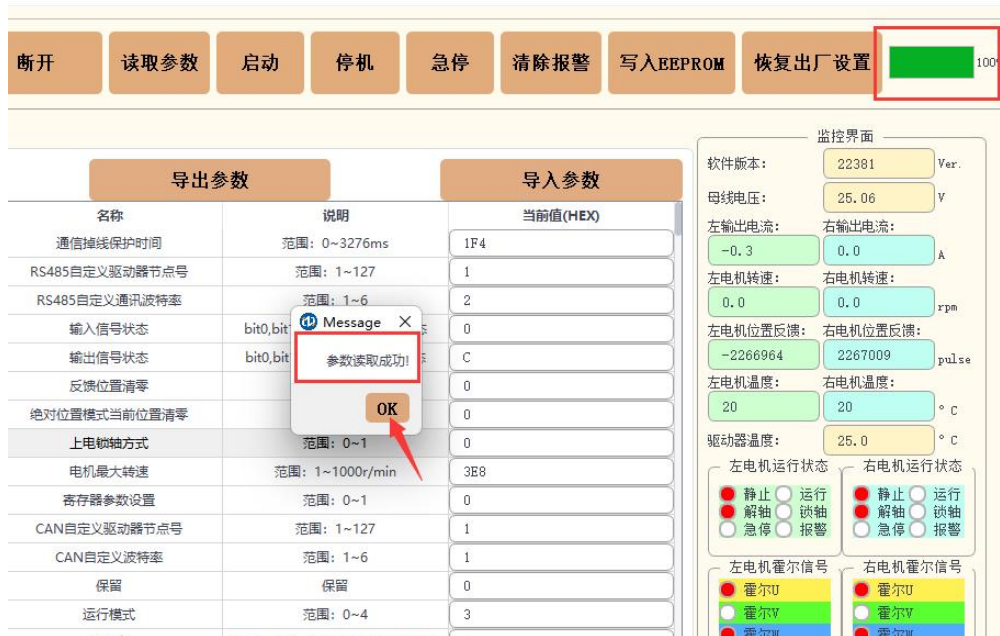 断开 读取参数 启动 停机 急停 清除报警 写入EEPROM 恢复出厂设置 100%
监控界面
导出参数 导入参数
名称 说明 当前值(HEX)
通信掉线保护时间 范围：0~3276ms 1F4
RS485自定义驱动器节点号 范围：1~127 1
RS485自定义通讯波特率 范围：1~6 2
输入信号状态 bit0,bit 0
输出信号状态 bit0,bit C
反馈位置清零 0
绝对位置模式当前位置清零 0
上电锁轴方式 范围：0~1 0
电机最大转速 范围：1~1000r/min 3E8
寄存器参数设置 范围：0~1 0
CAN自定义驱动器节点号 范围：1~127 1
CAN自定义波特率 范围：1~6 1
保留 保留 0
运行模式 范围：0~4 3
Message
参数读取成功!
OK
软件版本： 22381 Ver.
母线电压： 25.06 V
左输出电流： 右输出电流：
-0.3 0.0 A
左电机转速： 右电机转速：
0.0 0.0 rpm
左电机位置反馈： 右电机位置反馈：
-2266964 2267009 pulse
左电机温度： 右电机温度：
20 20 °C
驱动器温度： 25.0 °C
左电机运行状态 右电机运行状态
静止 运行 静止 运行
解轴 锁轴 解轴 锁轴
急停 报警 急停 报警
左电机霍尔信号 右电机霍尔信号
霍尔U 霍尔U
霍尔V 霍尔V
霍尔W 霍尔W